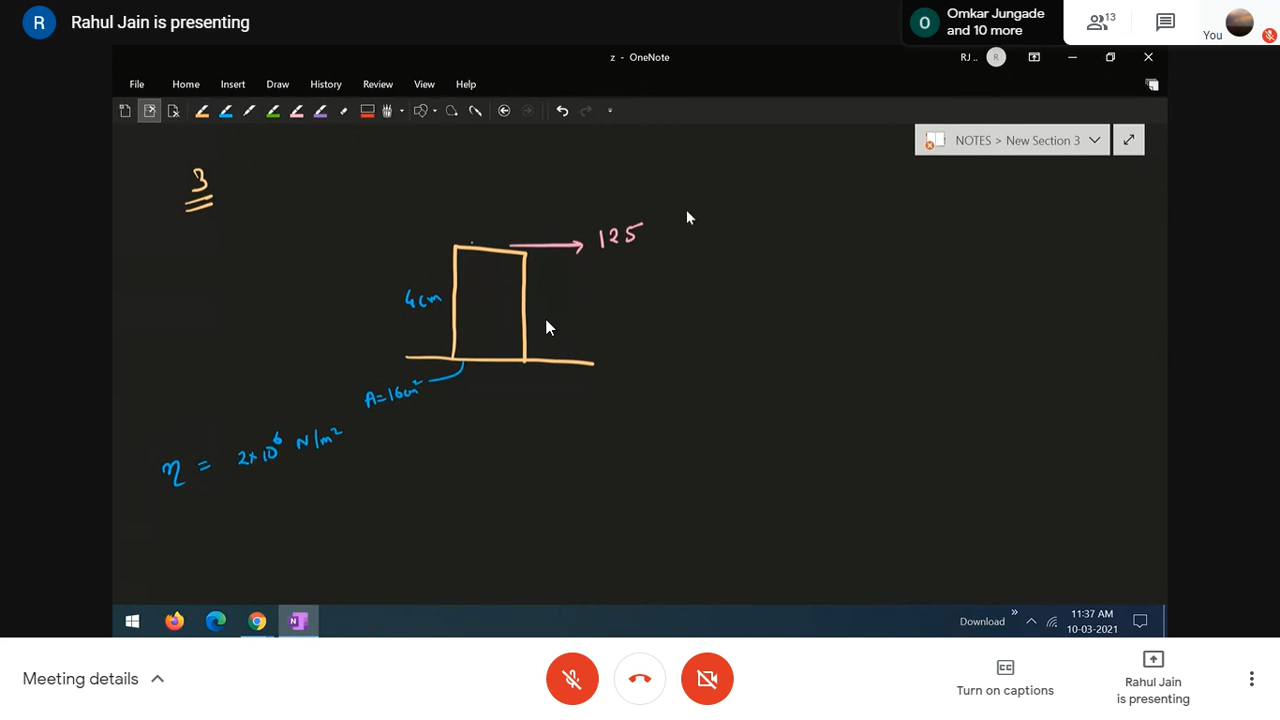 R Rahul Jain is presenting
O Omkar Jungade
and 10 more
13
You
z - OneNote
RJ .. R
File Home Insert Draw History Review View Help
NOTES > New Section 3
3
125
4cm
A=16cm²
η = 2×10⁶ N/m²
Download
»
11:37 AM
10-03-2021
Meeting details
CC
Turn on captions
Rahul Jain
is presenting